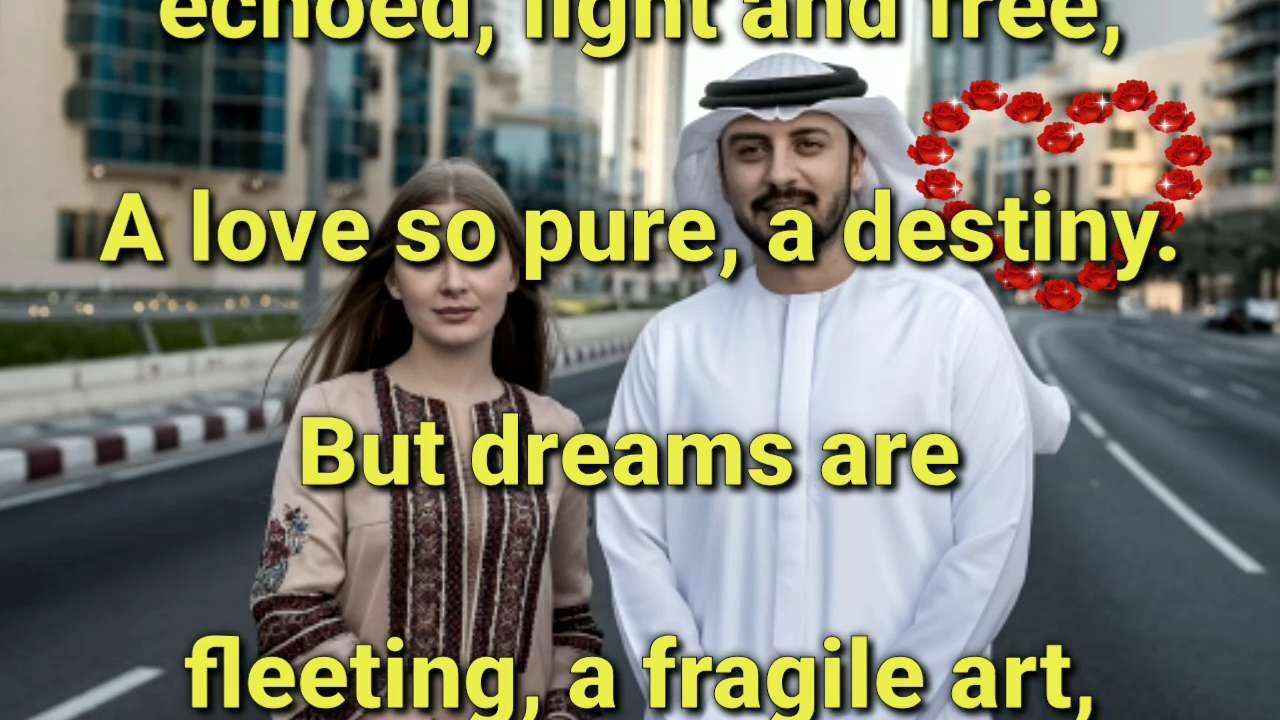 echoed, light and free,
A love so pure, a destiny.
But dreams are
fleeting, a fragile art,